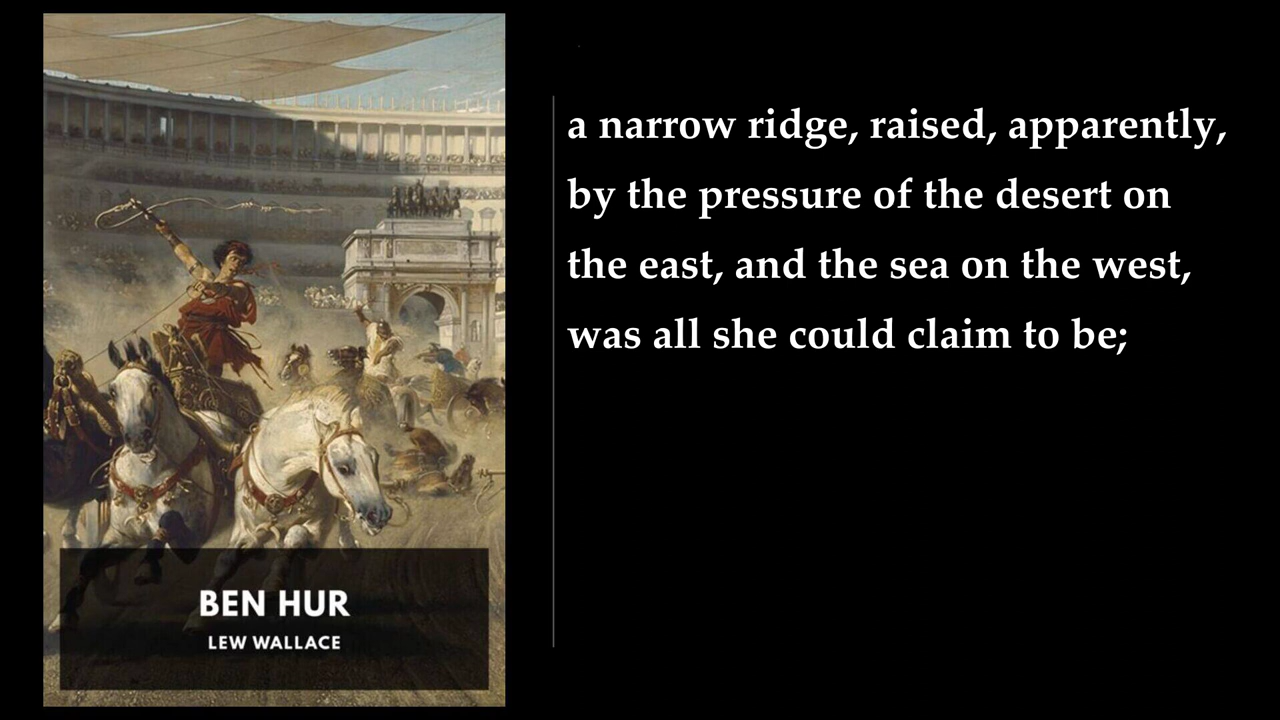 BEN HUR
LEW WALLACE
a narrow ridge, raised, apparently,
by the pressure of the desert on
the east, and the sea on the west,
was all she could claim to be;